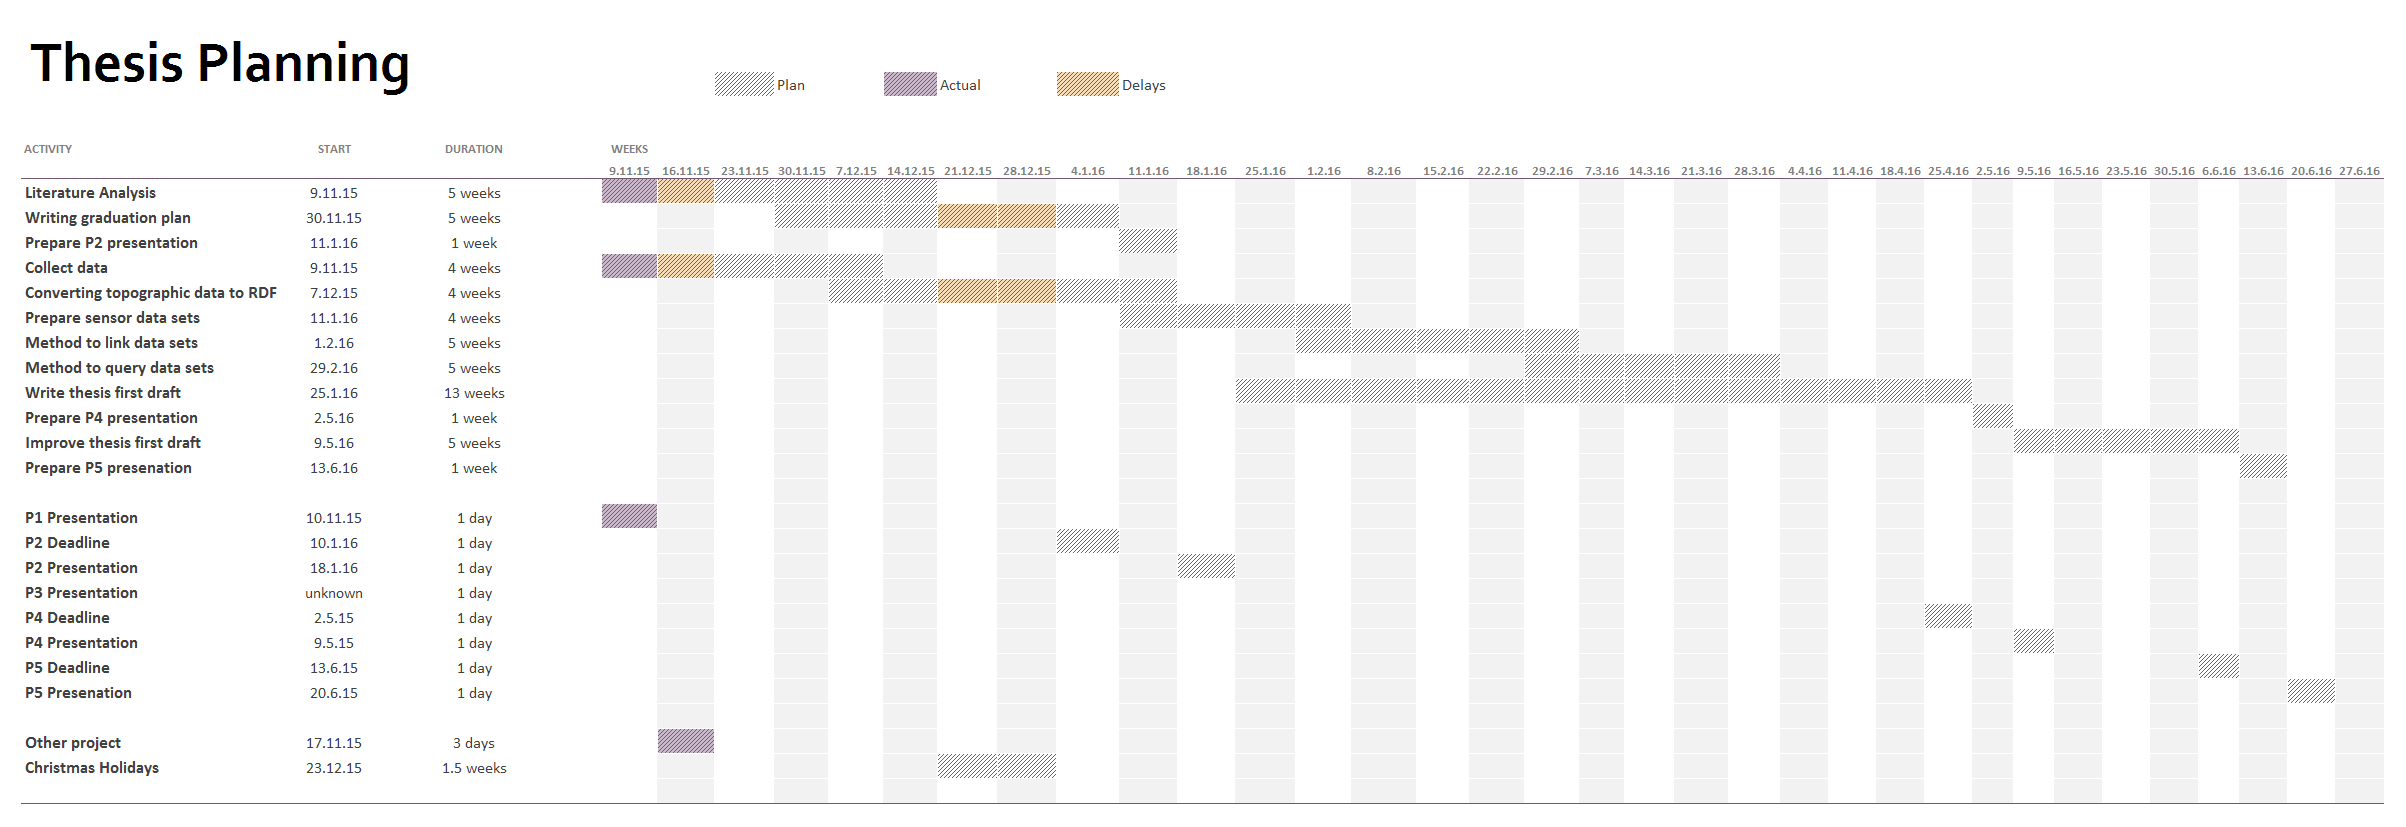 Thesis Planning
Plan Actual Delays
ACTIVITY START DURATION WEEKS
9.11.15 16.11.15 23.11.15 30.11.15 7.12.15 14.12.15 21.12.15 28.12.15 4.1.16 11.1.16 18.1.16 25.1.16 1.2.16 8.2.16 15.2.16 22.2.16 29.2.16 7.3.16 14.3.16 21.3.16 28.3.16 4.4.16 11.4.16 18.4.16 25.4.16 2.5.16 9.5.16 16.5.16 23.5.16 30.5.16 6.6.16 13.6.16 20.6.16 27.6.16
Literature Analysis 9.11.15 5 weeks
Writing graduation plan 30.11.15 5 weeks
Prepare P2 presentation 11.1.16 1 week
Collect data 9.11.15 4 weeks
Converting topographic data to RDF 7.12.15 4 weeks
Prepare sensor data sets 11.1.16 4 weeks
Method to link data sets 1.2.16 5 weeks
Method to query data sets 29.2.16 5 weeks
Write thesis first draft 25.1.16 13 weeks
Prepare P4 presentation 2.5.16 1 week
Improve thesis first draft 9.5.16 5 weeks
Prepare P5 presenation 13.6.16 1 week
P1 Presentation 10.11.15 1 day
P2 Deadline 10.1.16 1 day
P2 Presentation 18.1.16 1 day
P3 Presentation unknown 1 day
P4 Deadline 2.5.15 1 day
P4 Presentation 9.5.15 1 day
P5 Deadline 13.6.15 1 day
P5 Presenation 20.6.15 1 day
Other project 17.11.15 3 days
Christmas Holidays 23.12.15 1.5 weeks